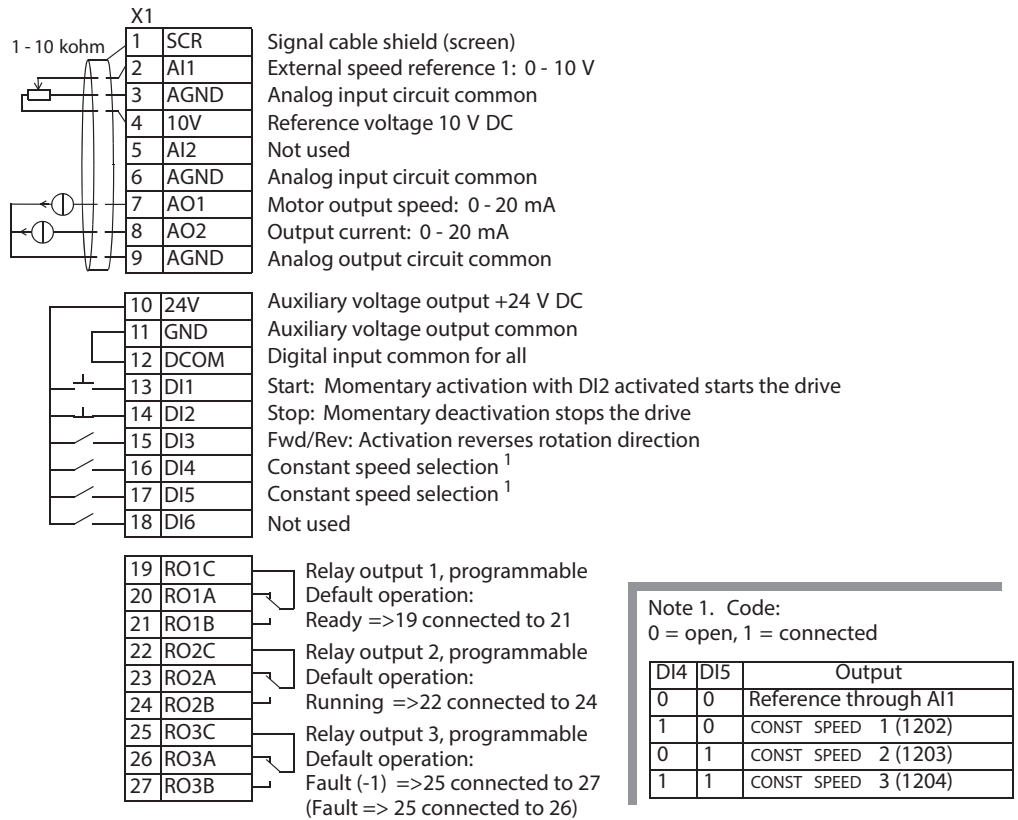 X1
1 - 10 kohm
1 SCR Signal cable shield (screen)
2 AI1 External speed reference 1: 0 - 10 V
3 AGND Analog input circuit common
4 10V Reference voltage 10 V DC
5 AI2 Not used
6 AGND Analog input circuit common
7 AO1 Motor output speed: 0 - 20 mA
8 AO2 Output current: 0 - 20 mA
9 AGND Analog output circuit common
10 24V Auxiliary voltage output +24 V DC
11 GND Auxiliary voltage output common
12 DCOM Digital input common for all
13 DI1 Start: Momentary activation with DI2 activated starts the drive
14 DI2 Stop: Momentary deactivation stops the drive
15 DI3 Fwd/Rev: Activation reverses rotation direction
16 DI4 Constant speed selection 1
17 DI5 Constant speed selection 1
18 DI6 Not used
19 RO1C Relay output 1, programmable
20 RO1A Default operation:
21 RO1B Ready =>19 connected to 21
22 RO2C Relay output 2, programmable
23 RO2A Default operation:
24 RO2B Running =>22 connected to 24
25 RO3C Relay output 3, programmable
26 RO3A Default operation:
27 RO3B Fault (-1) =>25 connected to 27
(Fault => 25 connected to 26)
Note 1. Code:
0 = open, 1 = connected
DI4 DI5 Output
0 0 Reference through AI1
1 0 CONST SPEED 1 (1202)
0 1 CONST SPEED 2 (1203)
1 1 CONST SPEED 3 (1204)